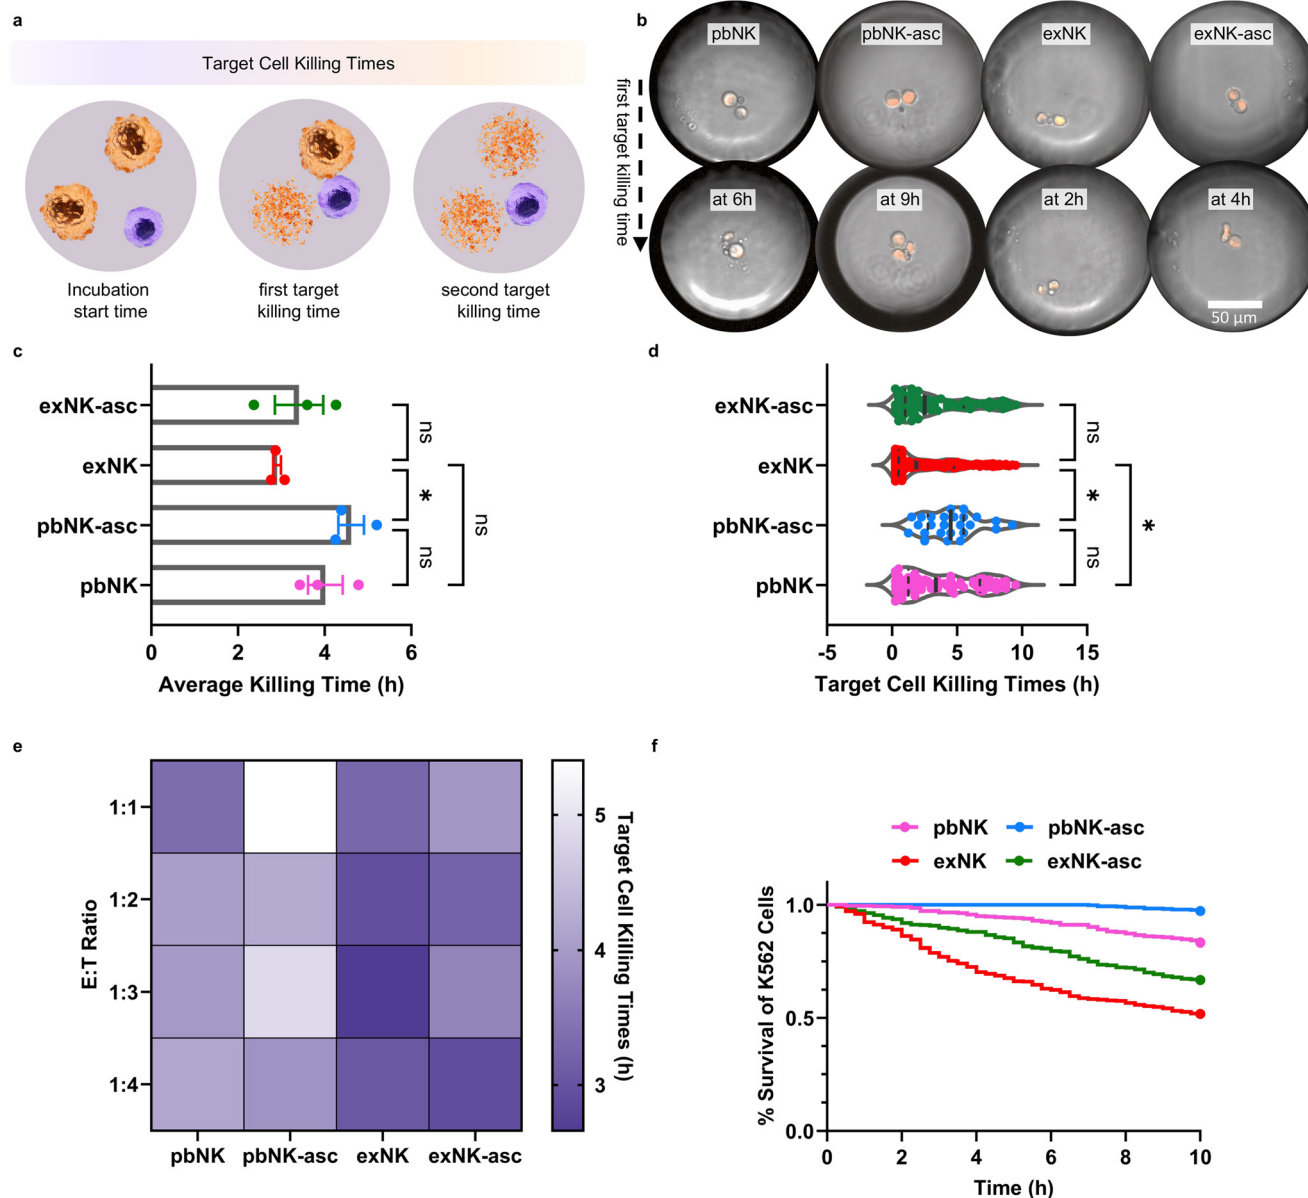 a
Target Cell Killing Times
Incubation
start time
first target
killing time
second target
killing time
b
pbNK
pbNK-asc
exNK
exNK-asc
first target killing time
at 6h
at 9h
at 2h
at 4h
50 µm
c
exNK-asc
exNK
pbNK-asc
pbNK
ns
*
ns
ns
0
2
4
6
Average Killing Time (h)
d
exNK-asc
exNK
pbNK-asc
pbNK
ns
*
ns
*
-5
0
5
10
15
Target Cell Killing Times (h)
e
E:T Ratio
1:1
1:2
1:3
1:4
pbNK
pbNK-asc
exNK
exNK-asc
5
4
3
Target Cell Killing Times (h)
f
pbNK
pbNK-asc
exNK
exNK-asc
% Survival of K562 Cells
1.0
0.5
0.0
0
2
4
6
8
10
Time (h)